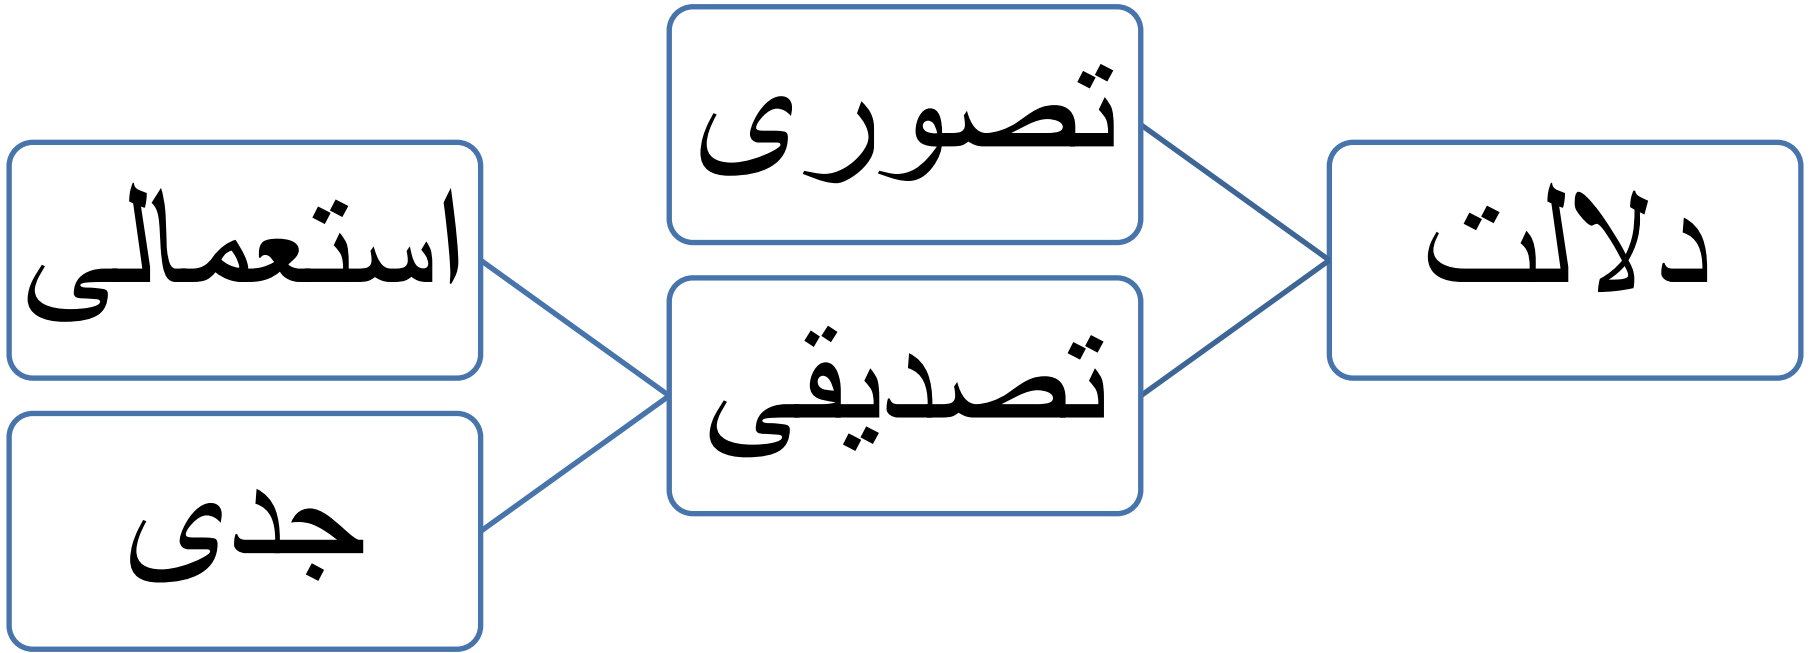 دلالت
تصوری
تصدیقی
استعمالی
جدی